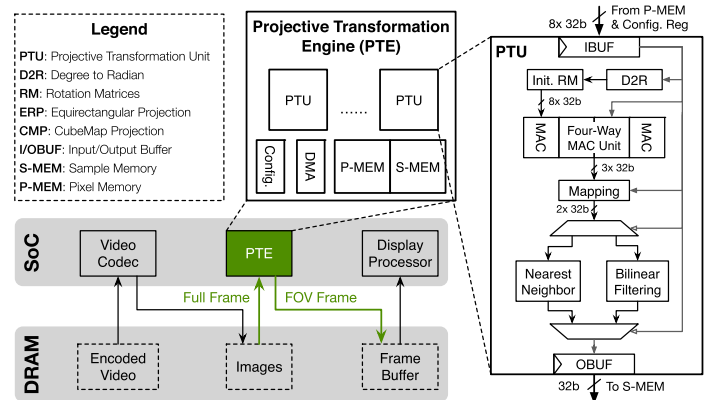 Legend
PTU: Projective Transformation Unit
D2R: Degree to Radian
RM: Rotation Matrices
ERP: Equirectangular Projection
CMP: CubeMap Projection
I/OBUF: Input/Output Buffer
S-MEM: Sample Memory
P-MEM: Pixel Memory
Projective Transformation
Engine (PTE)
PTU
......
PTU
Config.
DMA
P-MEM
S-MEM
SoC
Video
Codec
PTE
Display
Processor
Full Frame
FOV Frame
DRAM
Encoded
Video
Images
Frame
Buffer
8x 32b
From P-MEM
& Config. Reg
PTU
IBUF
Init. RM
D2R
8x 32b
MAC
Four-Way
MAC Unit
MAC
3x 32b
Mapping
2x 32b
Nearest
Neighbor
Bilinear
Filtering
OBUF
32b
To S-MEM